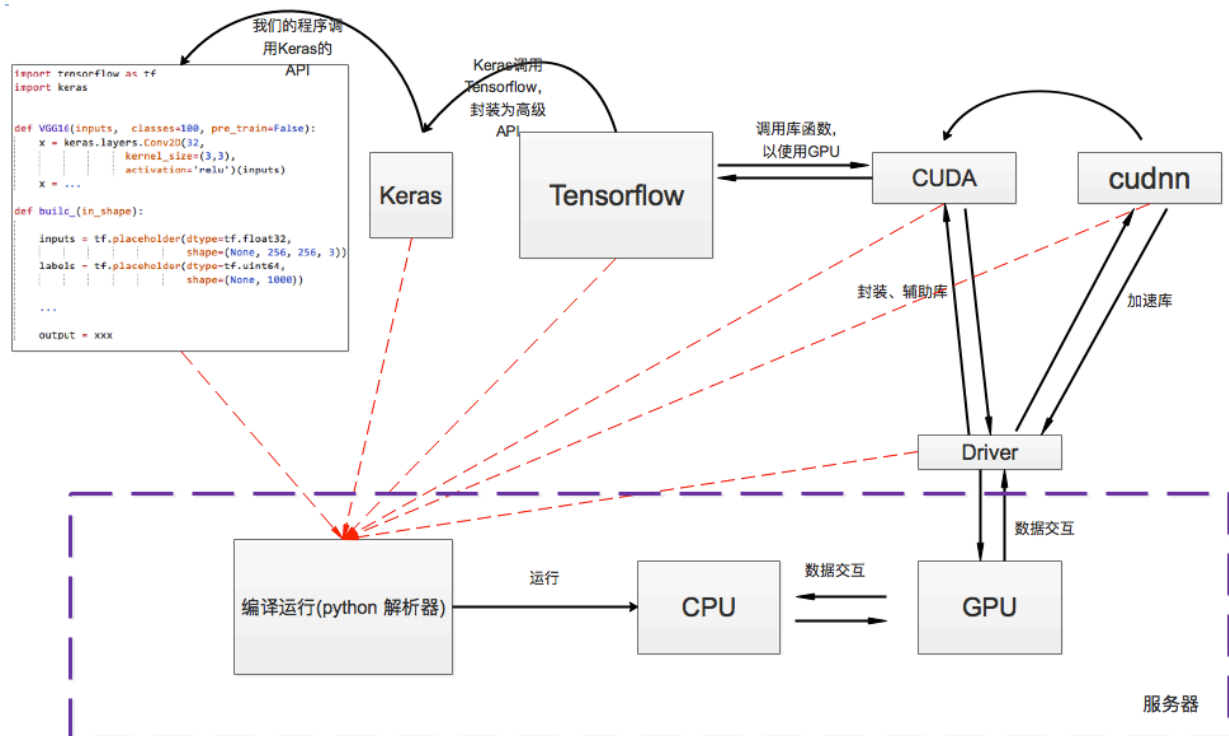 我们的程序调
用Keras的
API
import tensorflow as tf
import keras
def VGG16(inputs, classes=100, pre_train=False):
x = keras.layers.Conv2D(32,
kernel_size=(3,3),
activation='relu')(inputs)
x = ...
def build_(in_shape):
inputs = tf.placeholder(dtype=tf.float32,
shape=(None, 256, 256, 3))
labels = tf.placeholder(dtype=tf.uint64,
shape=(None, 1000))
...
output = xxx
Keras调用
Tensorflow，
封装为高级
API
Keras
Tensorflow
调用库函数，
以使用GPU
CUDA
cudnn
封装、辅助库
加速库
Driver
数据交互
编译运行(python 解析器)
运行
CPU
数据交互
GPU
服务器